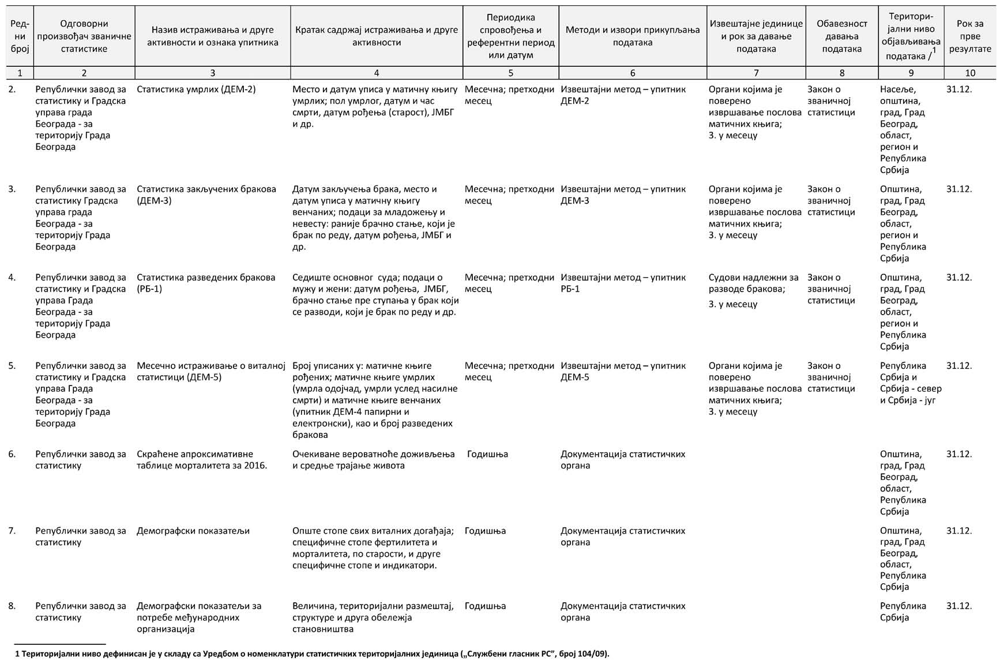 Ред-
ни
број
Одговорни
произвођач званичне
статистике
Назив истраживања и друге
активности и ознака упитника
Кратак садржај истраживања и друге
активности
Периодика
спровођења и
референтни период
или датум
Методи и извори прикупљања
података
Извештајне јединице
и рок за давање
података
Обавезност
давања
података
Територи-
јални ниво
објављивања
података /1
Рок за
прве
резултате
1 2 3 4 5 6 7 8 9 10
2.
Републички завод за
статистику и Градска
управа града
Београда - за
територију Града
Београда
Статистика умрлих (ДЕМ-2)
Место и датум уписа у матичну књигу
умрлих; пол умрлог, датум и час
смрти, датум рођења (старост), ЈМБГ
и др.
Месечна; претходни
месец
Извештајни метод – упитник
ДЕМ-2
Органи којима је
поверено
извршавање послова
матичних књига;
3. у месецу
Закон о
званичној
статистици
Насеље,
општина,
град, Град
Београд,
област,
регион и
Република
Србија
31.12.
3.
Републички завод за
статистику Градска
управа града
Београда - за
територију Града
Београда
Статистика закључених бракова
(ДЕМ-3)
Датум закључења брака, место и
датум уписа у матичну књигу
венчаних; подаци за младожењу и
невесту: раније брачно стање, који је
брак по реду, датум рођења, ЈМБГ и
др.
Месечна; претходни
месец
Извештајни метод – упитник
ДЕМ-3
Органи којима је
поверено
извршавање послова
матичних књига;
3. у месецу
Закон о
званичној
статистици
Општина,
град, Град
Београд,
област,
регион и
Република
Србија
31.12.
4.
Републички завод за
статистику и Градска
управа Града
Београда - за
територију Града
Београда
Статистика разведених бракова
(РБ-1)
Седиште основног суда; подаци о
мужу и жени: датум рођења, ЈМБГ,
брачно стање пре ступања у брак који
се разводи, који је брак по реду и др.
Месечна; претходни
месец
Извештајни метод – упитник
РБ-1
Судови надлежни за
разводе бракова;
3. у месецу
Закон о
званичној
статистици
Општина,
град, Град
Београд,
област,
регион и
Република
Србија
31.12.
5.
Републички завод за
статистику и Градска
управа Града
Београда - за
територију Града
Београда
Месечно истраживање о виталној
статистици (ДЕМ-5)
Број уписаних у: матичне књиге
рођених; матичне књиге умрлих
(умрла одојчад, умрли услед насилне
смрти) и матичне књиге венчаних
(упитник ДЕМ-4 папирни и
електронски), као и број разведених
бракова
Месечна; претходни
месец
Извештајни метод – упитник
ДЕМ-5
Органи којима је
поверено
извршавање послова
матичних књига;
3. у месецу
Закон о
званичној
статистици
Република
Србија и
Србија - север
и Србија - југ
31.12.
6.
Републички завод за
статистику
Скраћене апроксимативне
таблице морталитета за 2016.
Очекиване вероватноће доживљења
и средње трајање живота
Годишња
Документација статистичких
органа
Општина,
град, Град
Београд,
област,
Република
Србија
31.12.
7.
Републички завод за
статистику
Демографски показатељи
Опште стопе свих виталних догађаја;
специфичне стопе фертилитета и
морталитета, по старости, и друге
специфичне стопе и индикатори.
Годишња
Документација статистичких
органа
Општина,
град, Град
Београд,
област,
Република
Србија
31.12.
8.
Републички завод за
статистику
Демографски показатељи за
потребе међународних
организација
Величина, територијални размештај,
структуре и друга обележја
становништва
Годишња
Документација статистичких
органа
Република
Србија
31.12.
1 Територијални ниво дефинисан је у складу са Уредбом о номенклатури статистичких територијалних јединица („Службени гласник РС”, број 104/09).